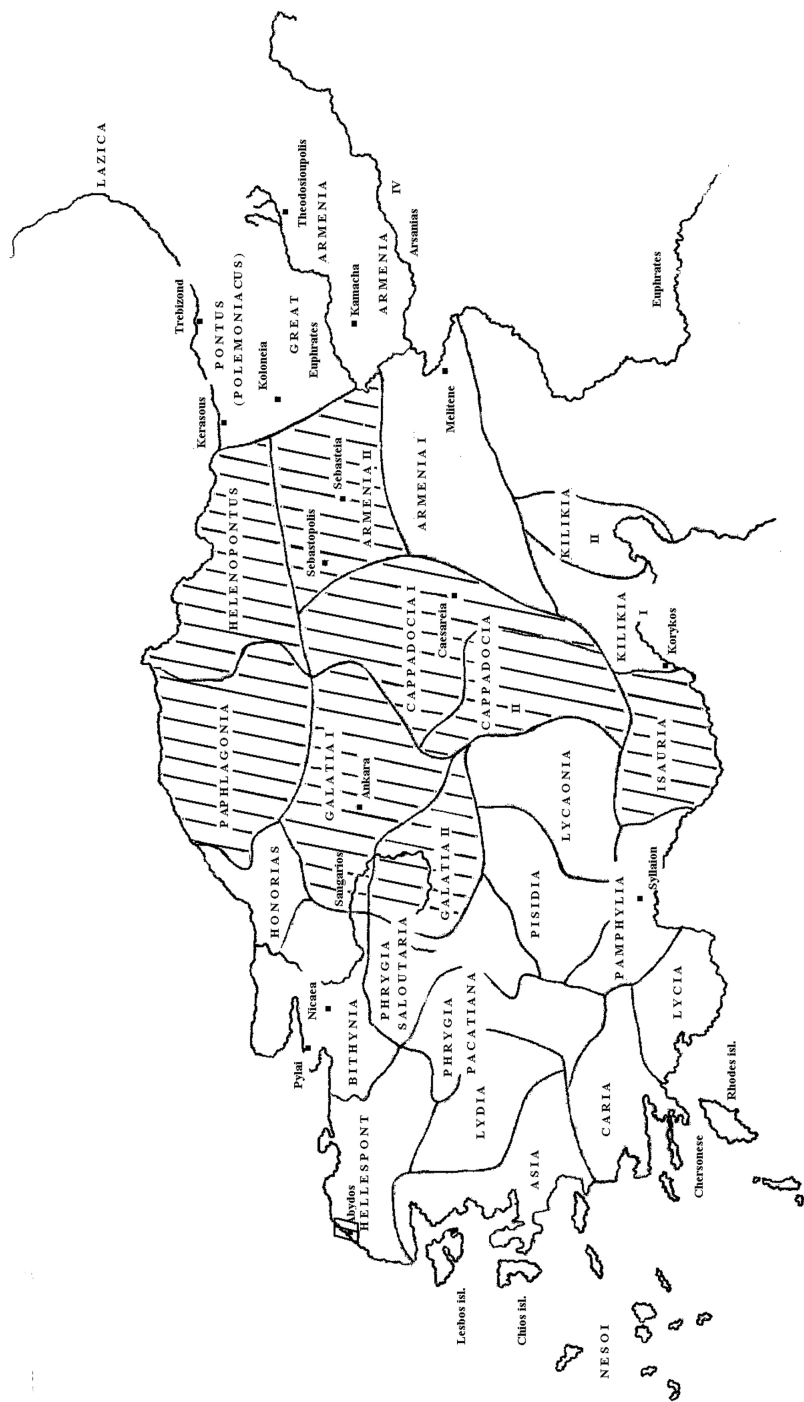 LAZICA
Trebizond
PONTUS
(POLEMONIACUS)
Kerasous
Koloneia
GREAT
ARMENIA
Theodosioupolis
Euphrates
Kamacha
ARMENIA
IV
Arsanias
Melitene
Euphrates
HELENOPONTUS
Sebastopolis
Sebasteia
ARMENIA II
ARMENIA I
PAPHLAGONIA
GALATIA I
Ankara
CAPPADOCIA I
Caesareia
CAPPADOCIA
II
KILIKIA
II
KILIKIA
I
Korykos
ISAURIA
HONORIAS
Sangarios
GALATIA II
LYCAONIA
PISIDIA
PAMPHYLIA
Syllaion
Nicaea
Pylai
BITHYNIA
PHRYGIA
SALOUTARIA
PHRYGIA
PACATIANA
LYDIA
LYCIA
CARIA
Rhodes isl.
Chersonese
Abydos
HELLESPONT
ASIA
Lesbos isl.
Chios isl.
NESOI